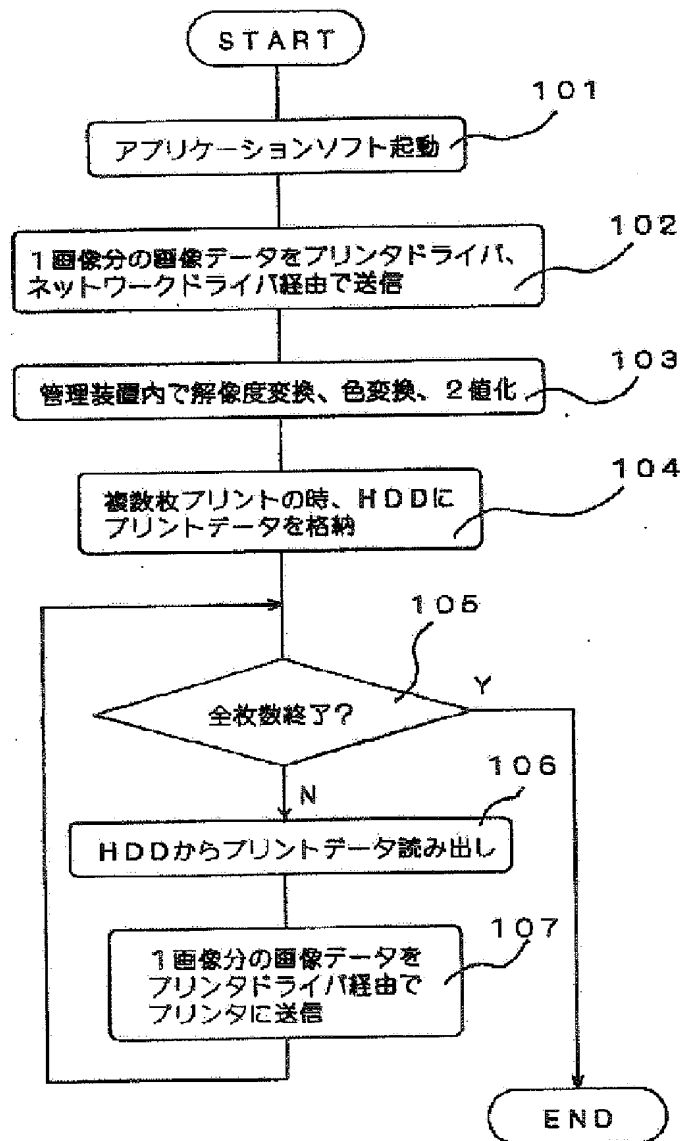 START
101
アプリケーションソフト起動
102
1画像分の画像データをプリンタドライバ、
ネットワークドライバ経由で送信
103
管理装置内で解像度変換、色変換、2値化
104
複数枚プリントの時、HDDに
プリントデータを格納
105
全枚数終了?
Y
N
106
HDDからプリントデータ読み出し
107
1画像分の画像データを
プリンタドライバ経由で
プリンタに送信
END